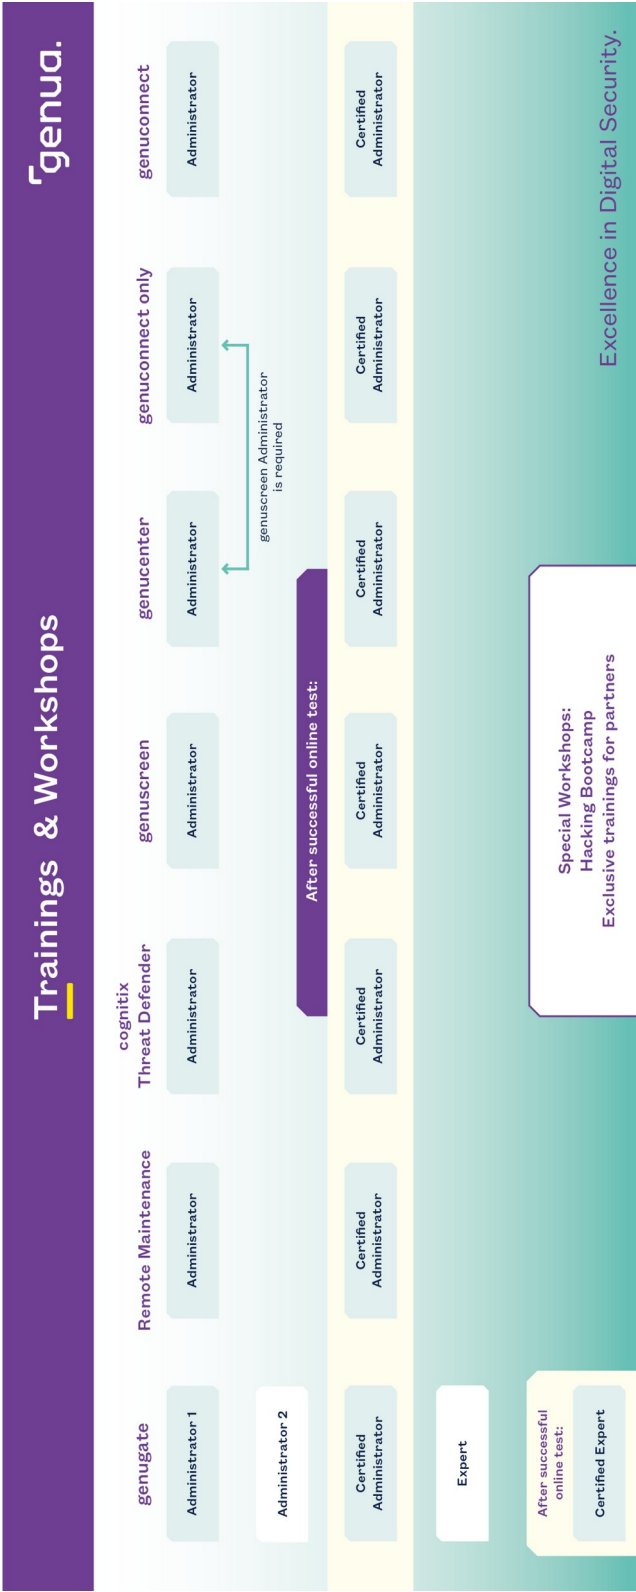 Trainings & Workshops
genua.
genugate
Remote Maintenance
cognitix
Threat Defender
genuscreen
genucenter
genuconnect only
genuconnect
Administrator 1
Administrator
Administrator
Administrator
Administrator
Administrator
Administrator
Administrator 2
genuscreen Administrator
is required
After successful online test:
Certified
Administrator
Certified
Administrator
Certified
Administrator
Certified
Administrator
Certified
Administrator
Certified
Administrator
Certified
Administrator
Expert
After successful
online test:
Certified Expert
Special Workshops:
Hacking Bootcamp
Exclusive trainings for partners
Excellence in Digital Security.